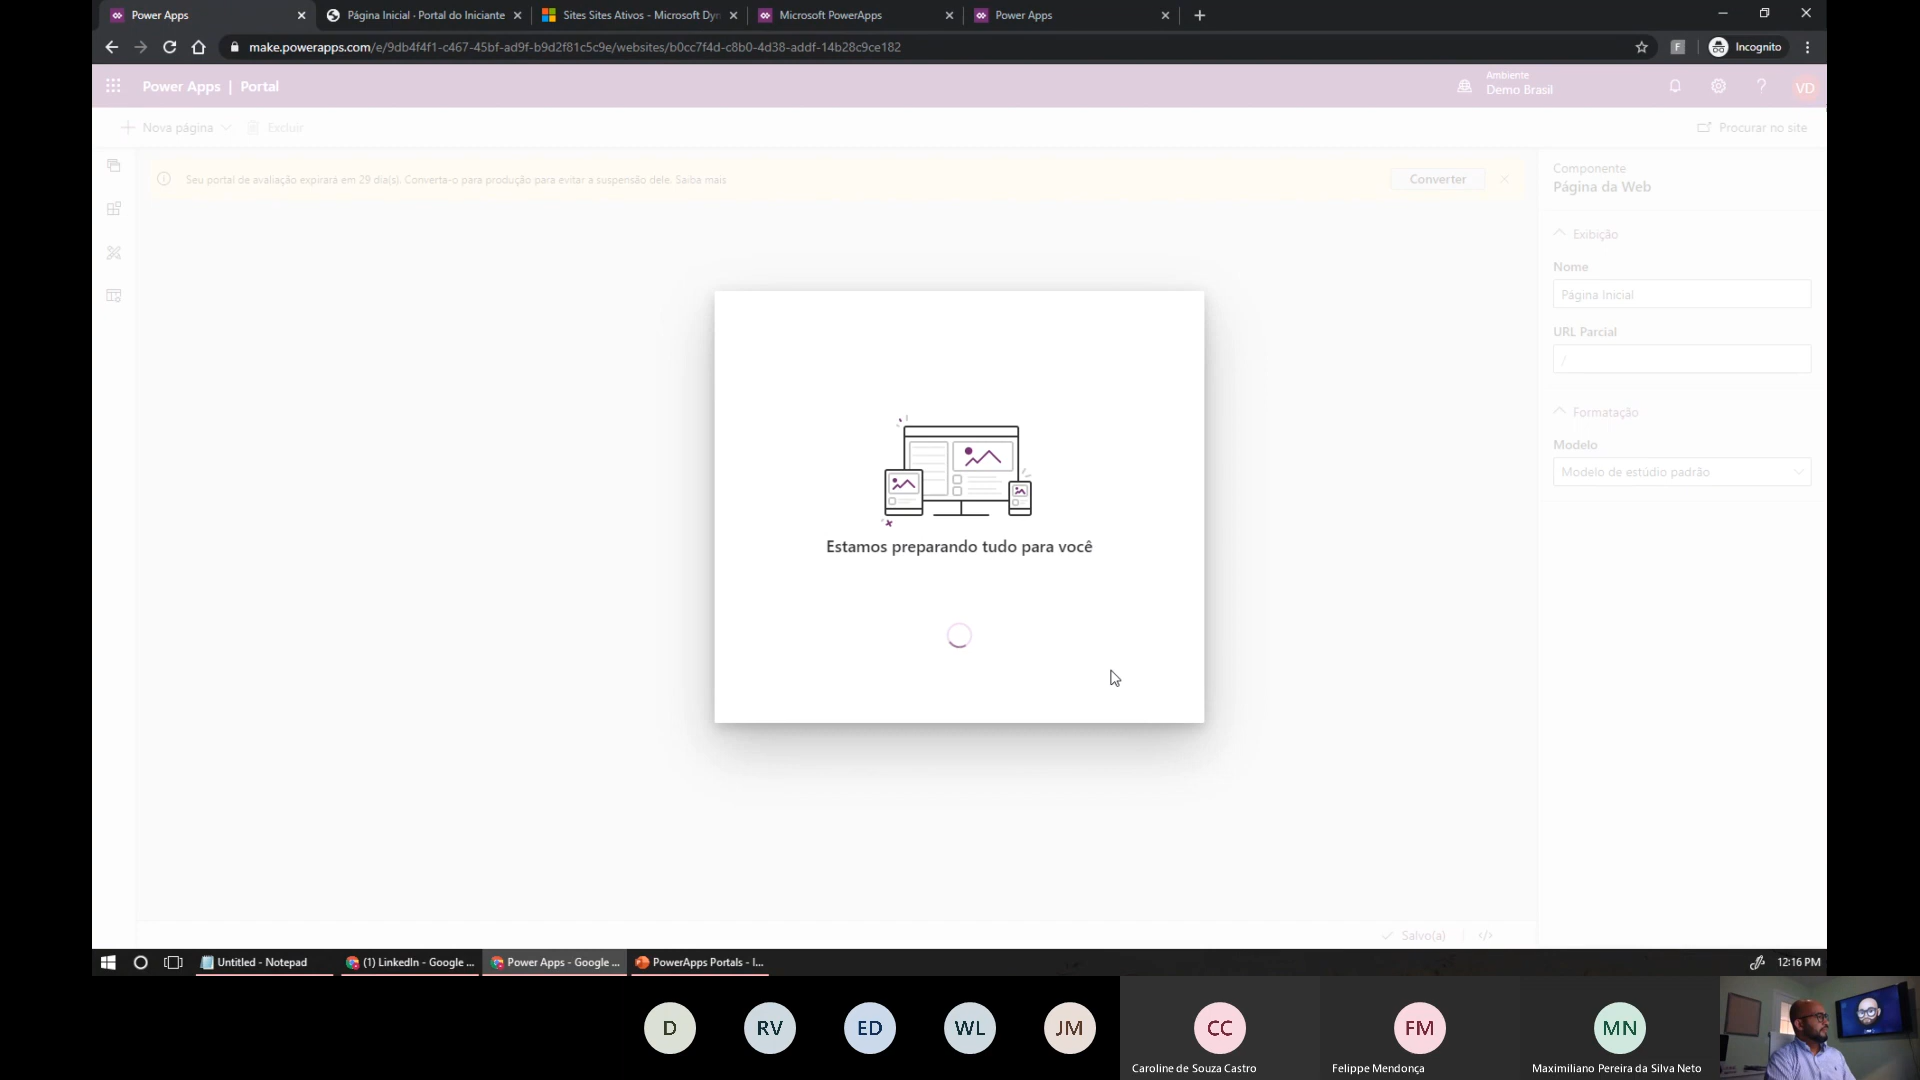 Power Apps
Página Inicial · Portal do Iniciante
Sites Sites Ativos - Microsoft Dyn
Microsoft PowerApps
Power Apps
make.powerapps.com/e/9db4f4f1-c467-45bf-ad9f-b9d2f81c5c9e/websites/b0cc7f4d-c8b0-4d38-addf-14b28c9ce182
F
Incognito
Power Apps | Portal
Ambiente
Demo Brasil
?
VD
Nova página
Excluir
Procurar no site
Seu portal de avaliação expirará em 29 dia(s). Converta-o para produção para evitar a suspensão dele. Saiba mais
Converter
Componente
Página da Web
Exibição
Nome
Página Inicial
URL Parcial
/
Formatação
Modelo
Modelo de estúdio padrão
Estamos preparando tudo para você
Salvo(a)
</>
Untitled - Notepad
(1) LinkedIn - Google ...
Power Apps - Google ...
PowerApps Portals - I...
12:16 PM
D
RV
ED
WL
JM
CC
FM
MN
Caroline de Souza Castro
Felippe Mendonça
Maximiliano Pereira da Silva Neto